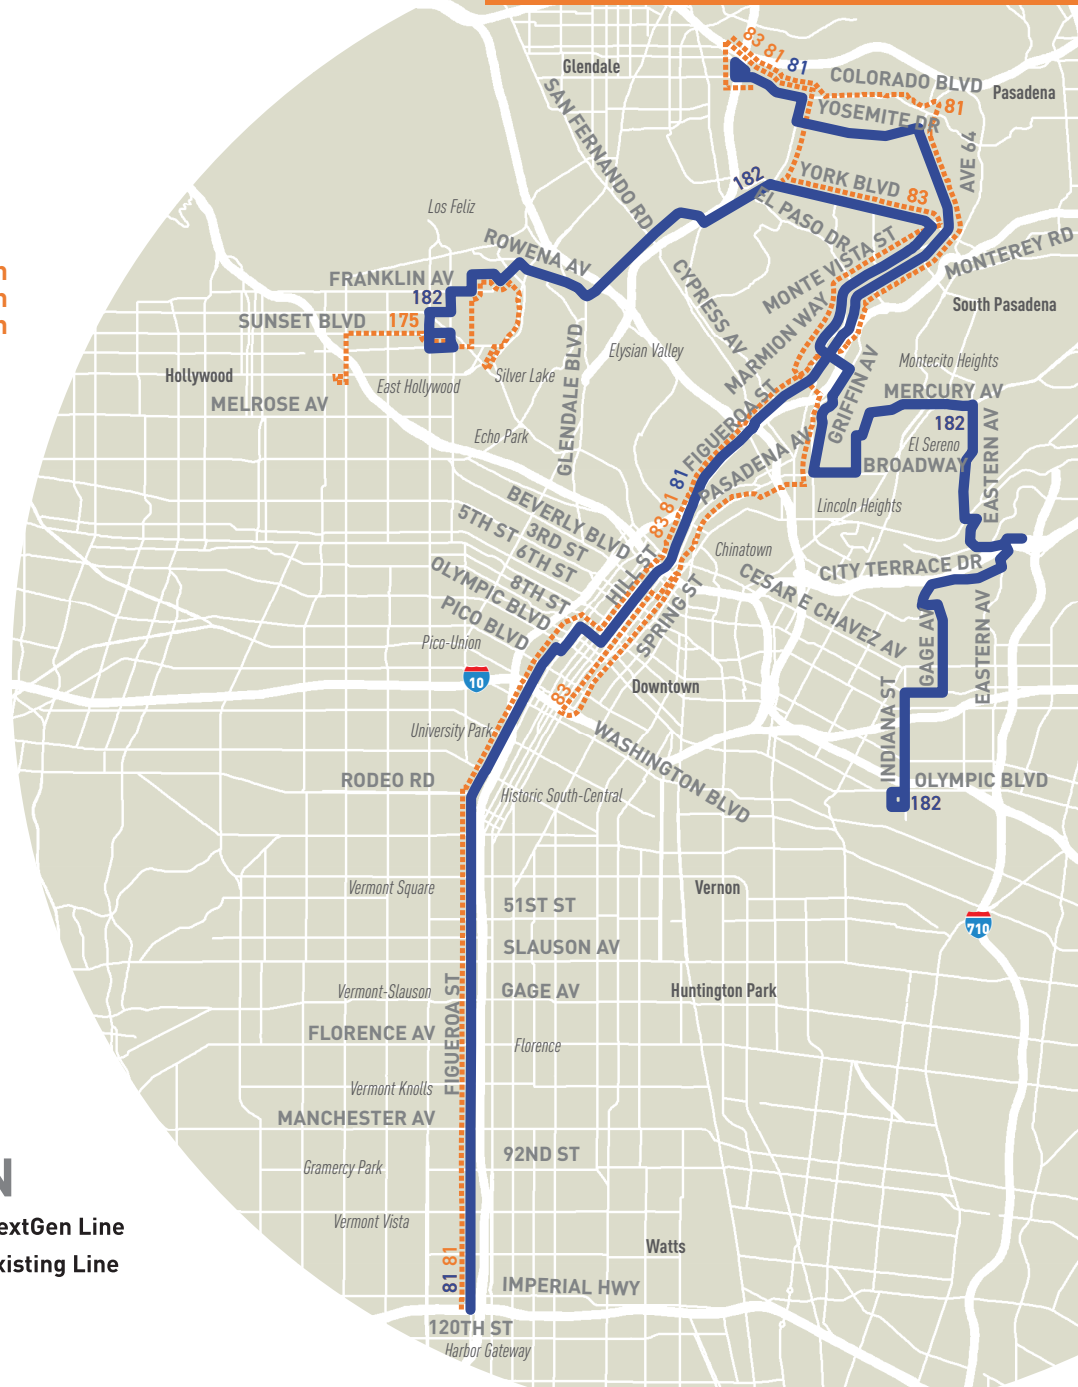 83
81
81
Glendale
COLORADO BLVD
Pasadena
81
YOSEMITE DR
SAN FERNANDO RD
AVE 64
182
YORK BLVD
83
EL PASO DR
Los Feliz
ROWENA AV
MONTE VISTA ST
MONTEREY RD
FRANKLIN AV
CYPRESS AV
182
MARMION WAY
South Pasadena
SUNSET BLVD
175
Elysian Valley
GRIFFIN AV
Montecito Heights
Hollywood
East Hollywood
Silver Lake
GLENDALE BLVD
MELROSE AV
MERCURY AV
FIGUEROA ST
182
EASTERN AV
Echo Park
El Sereno
PASADENA AV
BROADWAY
81
81
83
BEVERLY BLVD
Lincoln Heights
5TH ST
3RD ST
6TH ST
Chinatown
OLYMPIC BLVD
8TH ST
HILL ST
CITY TERRACE DR
CESAR E CHAVEZ AV
PICO BLVD
SPRING ST
GAGE AV
EASTERN AV
Pico-Union
10
83
Downtown
INDIANA ST
University Park
WASHINGTON BLVD
RODEO RD
OLYMPIC BLVD
Historic South-Central
182
Vermont Square
Vernon
51ST ST
710
SLAUSON AV
Vermont-Slauson
GAGE AV
Huntington Park
FIGUEROA ST
FLORENCE AV
Florence
Vermont Knolls
MANCHESTER AV
92ND ST
Gramercy Park
N
extGen Line
Vermont Vista
xisting Line
Watts
81
81
IMPERIAL HWY
120TH ST
Harbor Gateway
n
n
n